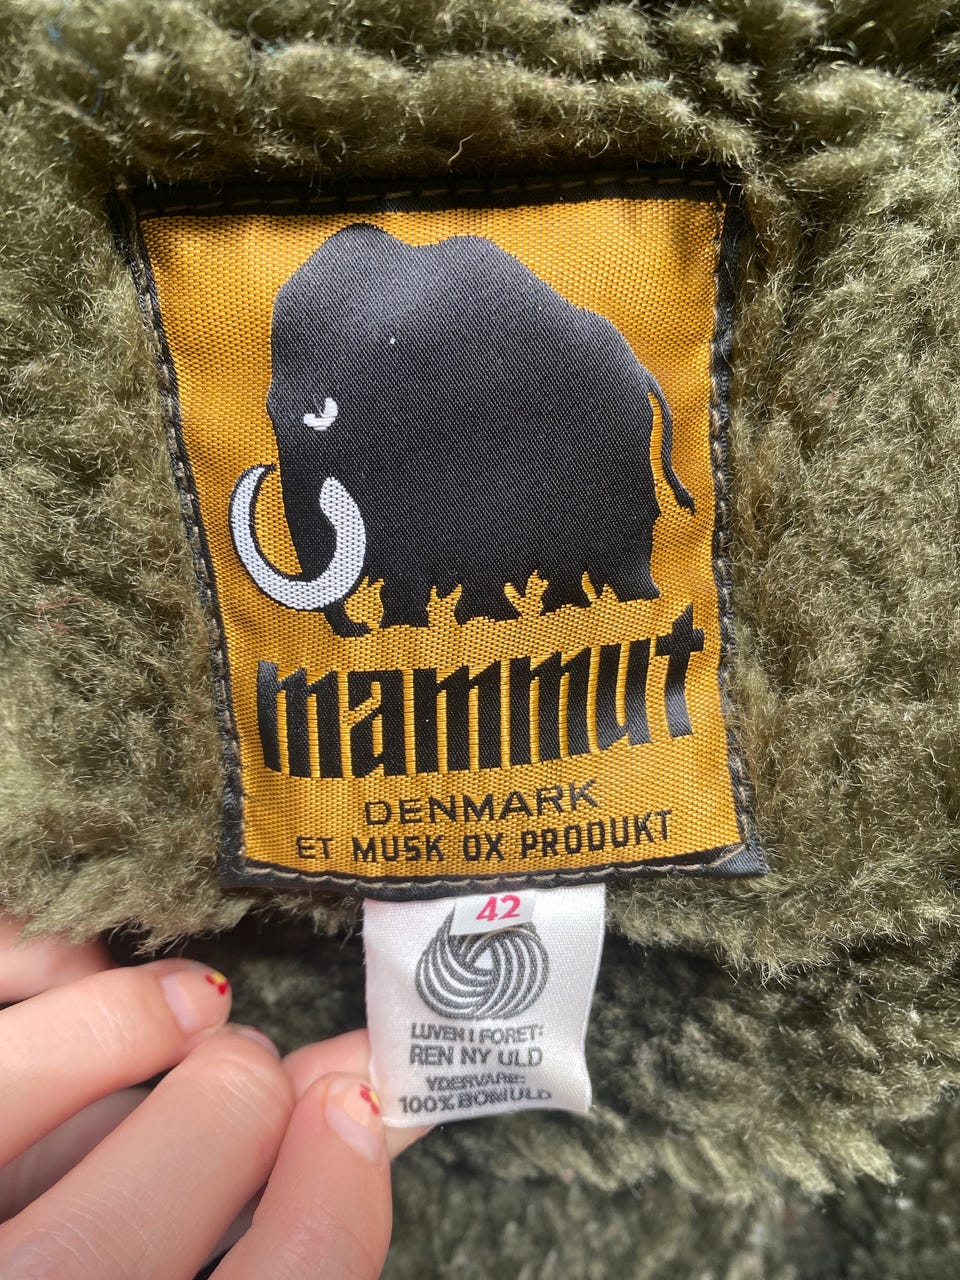 mammut
DENMARK
ET MUSK OX PRODUKT
42
LUVEN I FORET:
REN NY ULD
YDERVARE:
100% BOMULD